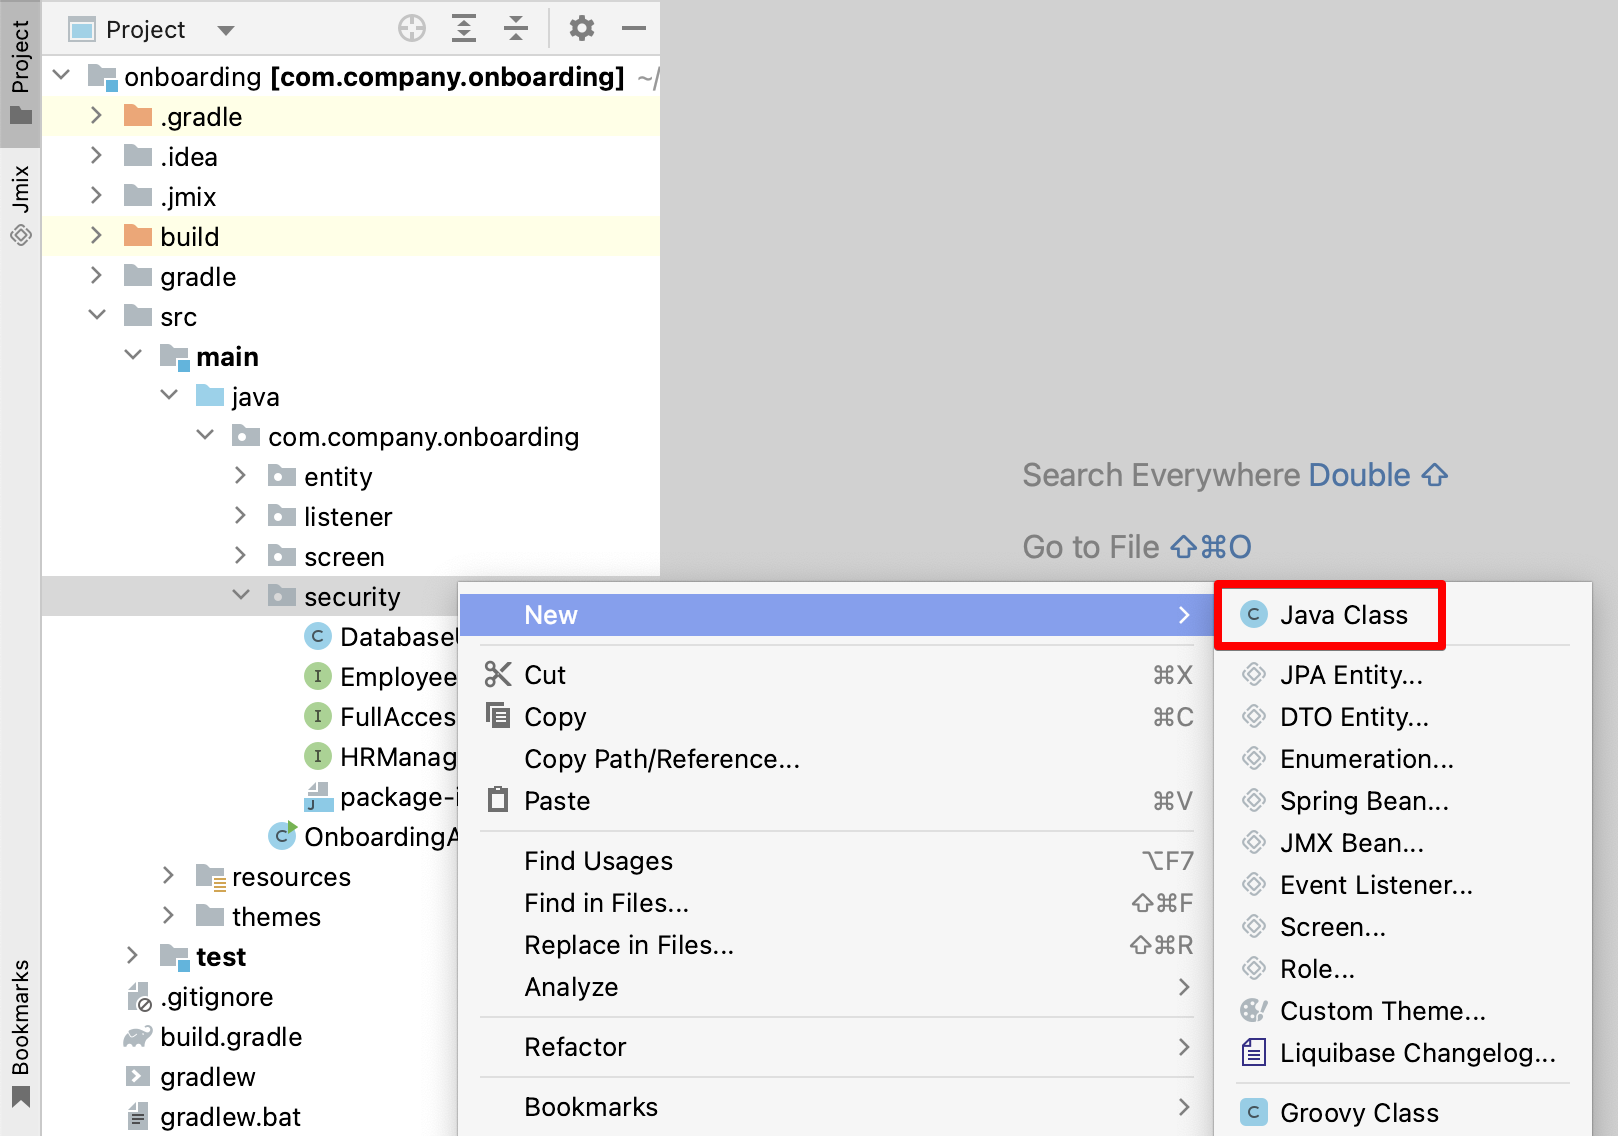 Project
Jmix
Bookmarks
Project
onboarding [com.company.onboarding] ~/
.gradle
.idea
.jmix
build
gradle
src
main
java
com.company.onboarding
entity
listener
screen
security
Employee
FullAcces
HRManag
package-i
OnboardingA
resources
themes
test
.gitignore
build.gradle
gradlew
gradlew.bat
Search Everywhere Double ⇧
Go to File ⇧⌘O
New
Cut ⌘X
Copy ⌘C
Copy Path/Reference...
Paste ⌘V
Find Usages ⌥F7
Find in Files... ⇧⌘F
Replace in Files... ⇧⌘R
Analyze
Refactor
Bookmarks
Java Class
JPA Entity...
DTO Entity...
Enumeration...
Spring Bean...
JMX Bean...
Event Listener...
Screen...
Role...
Custom Theme...
Liquibase Changelog...
Groovy Class